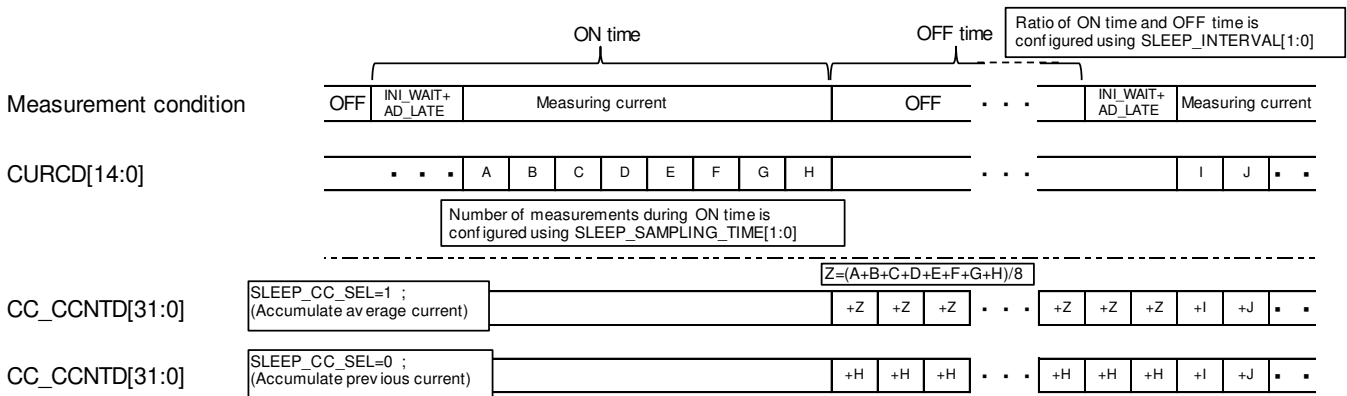 ON time
OFF time
Ratio of ON time and OFF time is
configured using SLEEP_INTERVAL[1:0]
Measurement condition
OFF
INI_WAIT+
AD_LATE
Measuring current
OFF
INI_WAIT+
AD_LATE
Measuring current
CURCD[14:0]
A B C D E F G H
I J
Number of measurements during ON time is
configured using SLEEP_SAMPLING_TIME[1:0]
Z=(A+B+C+D+E+F+G+H)/8
CC_CCNTD[31:0]
SLEEP_CC_SEL=1 ;
(Accumulate average current)
+Z +Z +Z
+Z +Z +Z +I +J
CC_CCNTD[31:0]
SLEEP_CC_SEL=0 ;
(Accumulate previous current)
+H +H +H
+H +H +H +I +J